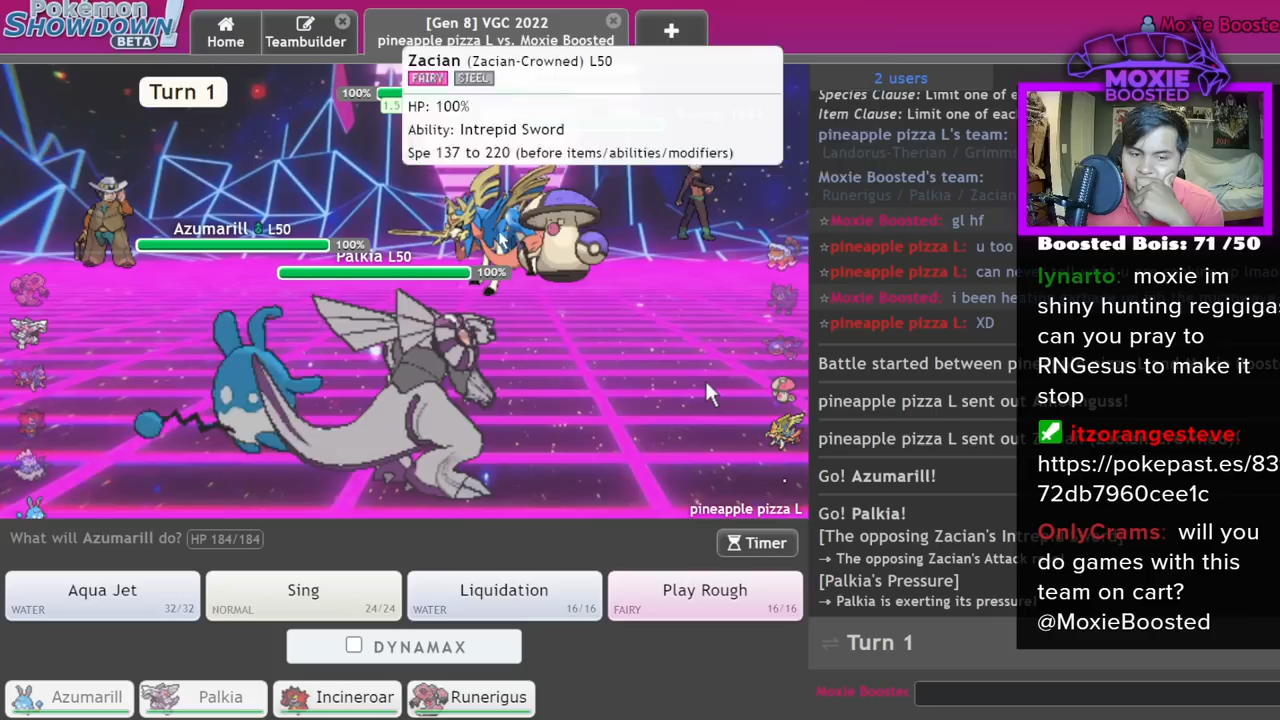 Pokémon
SHOWDOWN!
BETA
Home
Teambuilder
[Gen 8] VGC 2022
pineapple pizza L vs. Moxie Boosted
Moxie Booste
MOXIE
BOOSTED
Turn 1
100%
1.5
Zacian (Zacian-Crowned) L50
FAIRY STEEL
HP: 100%
Ability: Intrepid Sword
Spe 137 to 220 (before items/abilities/modifiers)
Azumarill L50
100%
Palkia L50
100%
pineapple pizza L
2 users
Species Clause: Limit one of e
Item Clause: Limit one of each
pineapple pizza L's team:
Landorus-Therian / Grimms
Moxie Boosted's team:
Runerigus / Palkia / Zacian
☆Moxie Boosted: gl hf
☆pineapple pizza L: u too
☆pineapple pizza L: can ne
☆Moxie Boosted: i been he
☆pineapple pizza L: XD
Battle started between pine
pineapple pizza L sent out guss!
pineapple pizza L sent out
Go! Azumarill!
Go! Palkia!
[The opposing Zacian's Intrepid
→ The opposing Zacian's Attack
[Palkia's Pressure]
→ Palkia is exerting its pressure!
Turn 1
Moxie Booste
Boosted Bois: 71 /50
lynarto: moxie im
shiny hunting regigigas
can you pray to
RNGesus to make it
stop
itzorangesteve:
https://pokepast.es/83
72db7960cee1c
OnlyCrams: will you
do games with this
team on cart?
@MoxieBoosted
What will Azumarill do? HP 184/184
Timer
Aqua Jet
WATER 32/32
Sing
NORMAL 24/24
Liquidation
WATER 16/16
Play Rough
FAIRY 16/16
DYNAMAX
Azumarill
Palkia
Incineroar
Runerigus